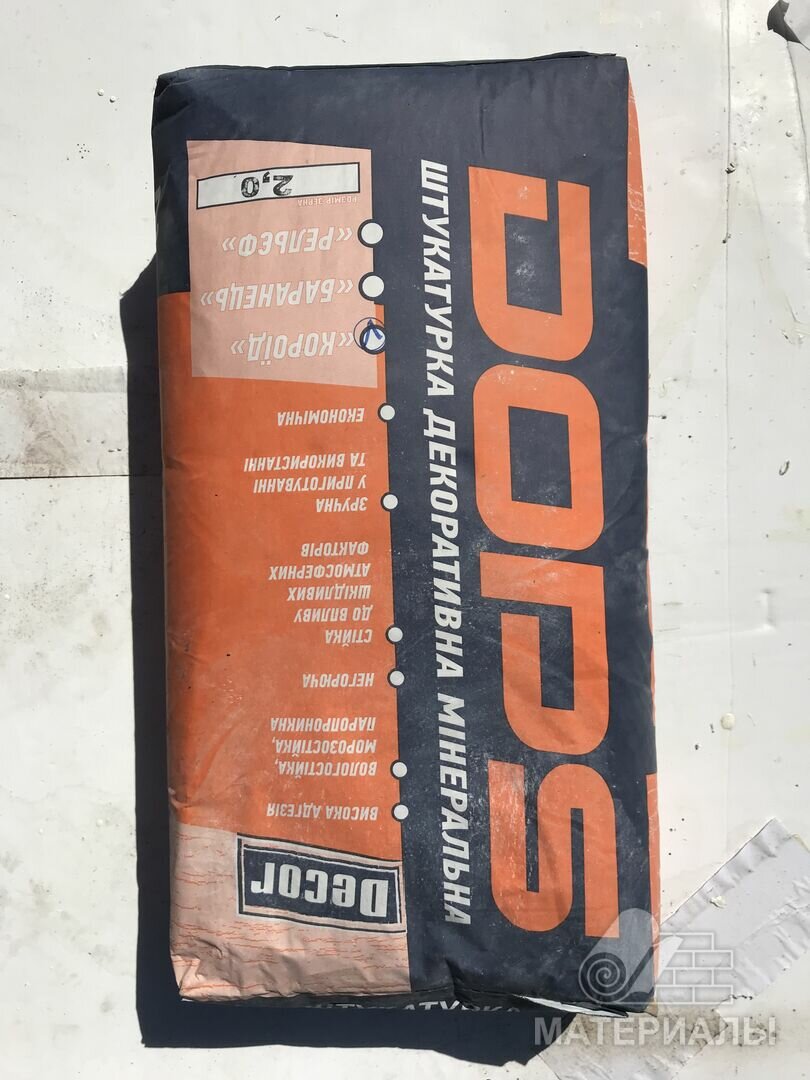 DOPS
ШТУКАТУРКА ДЕКОРАТИВНА МІНЕРАЛЬНА
Decor
ВИСОКА АДГЕЗІЯ
ВОЛОГОСТІЙКА,
МОРОЗОСТІЙКА,
ПАРОПРОНИКНА
НЕГОРЮЧА
СТІЙКА
ДО ВПЛИВУ
ШКІДЛИВИХ
АТМОСФЕРНИХ
ФАКТОРІВ
ЗРУЧНА
У ПРИГОТУВАННІ
ТА ВИКОРИСТАННІ
ЕКОНОМІЧНА
«КОРОЇД»
«БАРАНЕЦЬ»
«РЕЛЬЄФ»
РОЗМІР ЗЕРНА
2,0
ШТУКАТУРКА
МАТЕРИАЛЫ